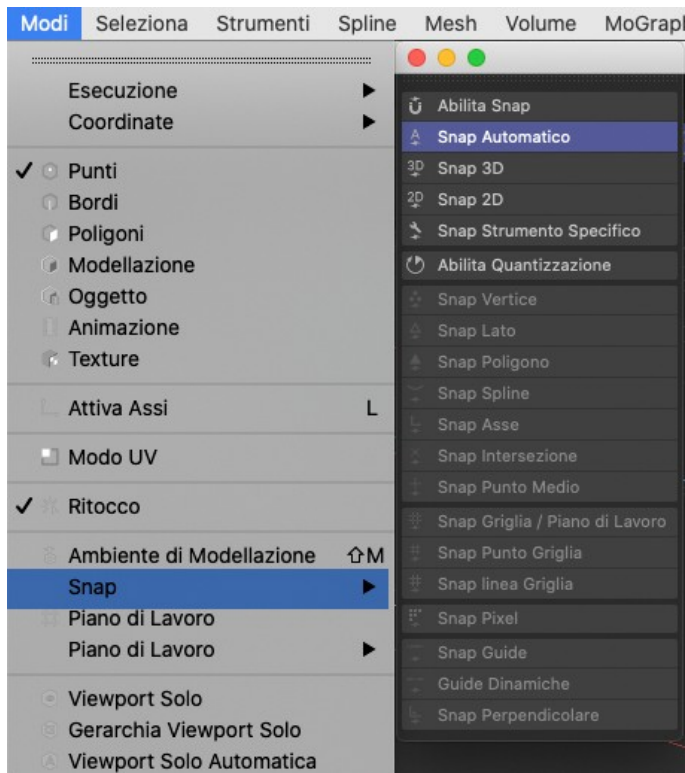 Modi Seleziona Strumenti Spline Mesh Volume
Esecuzione
Coordinate
Punti
Bordi
Poligoni
Modellazione
Oggetto
Animazione
Texture
Attiva Assi L
Modo UV
Ritocco
Ambiente di Modellazione ⇧M
Snap
Piano di Lavoro
Piano di Lavoro
Viewport Solo
Gerarchia Viewport Solo
Viewport Solo Automatica
Abilita Snap
Snap Automatico
3D Snap 3D
2D Snap 2D
Snap Strumento Specifico
Abilita Quantizzazione
Snap Vertice
Snap Lato
Snap Poligono
Snap Spline
Snap Asse
Snap Intersezione
Snap Punto Medio
Snap Griglia / Piano di Lavoro
Snap Punto Griglia
Snap linea Griglia
Snap Pixel
Snap Guide
Guide Dinamiche
Snap Perpendicolare